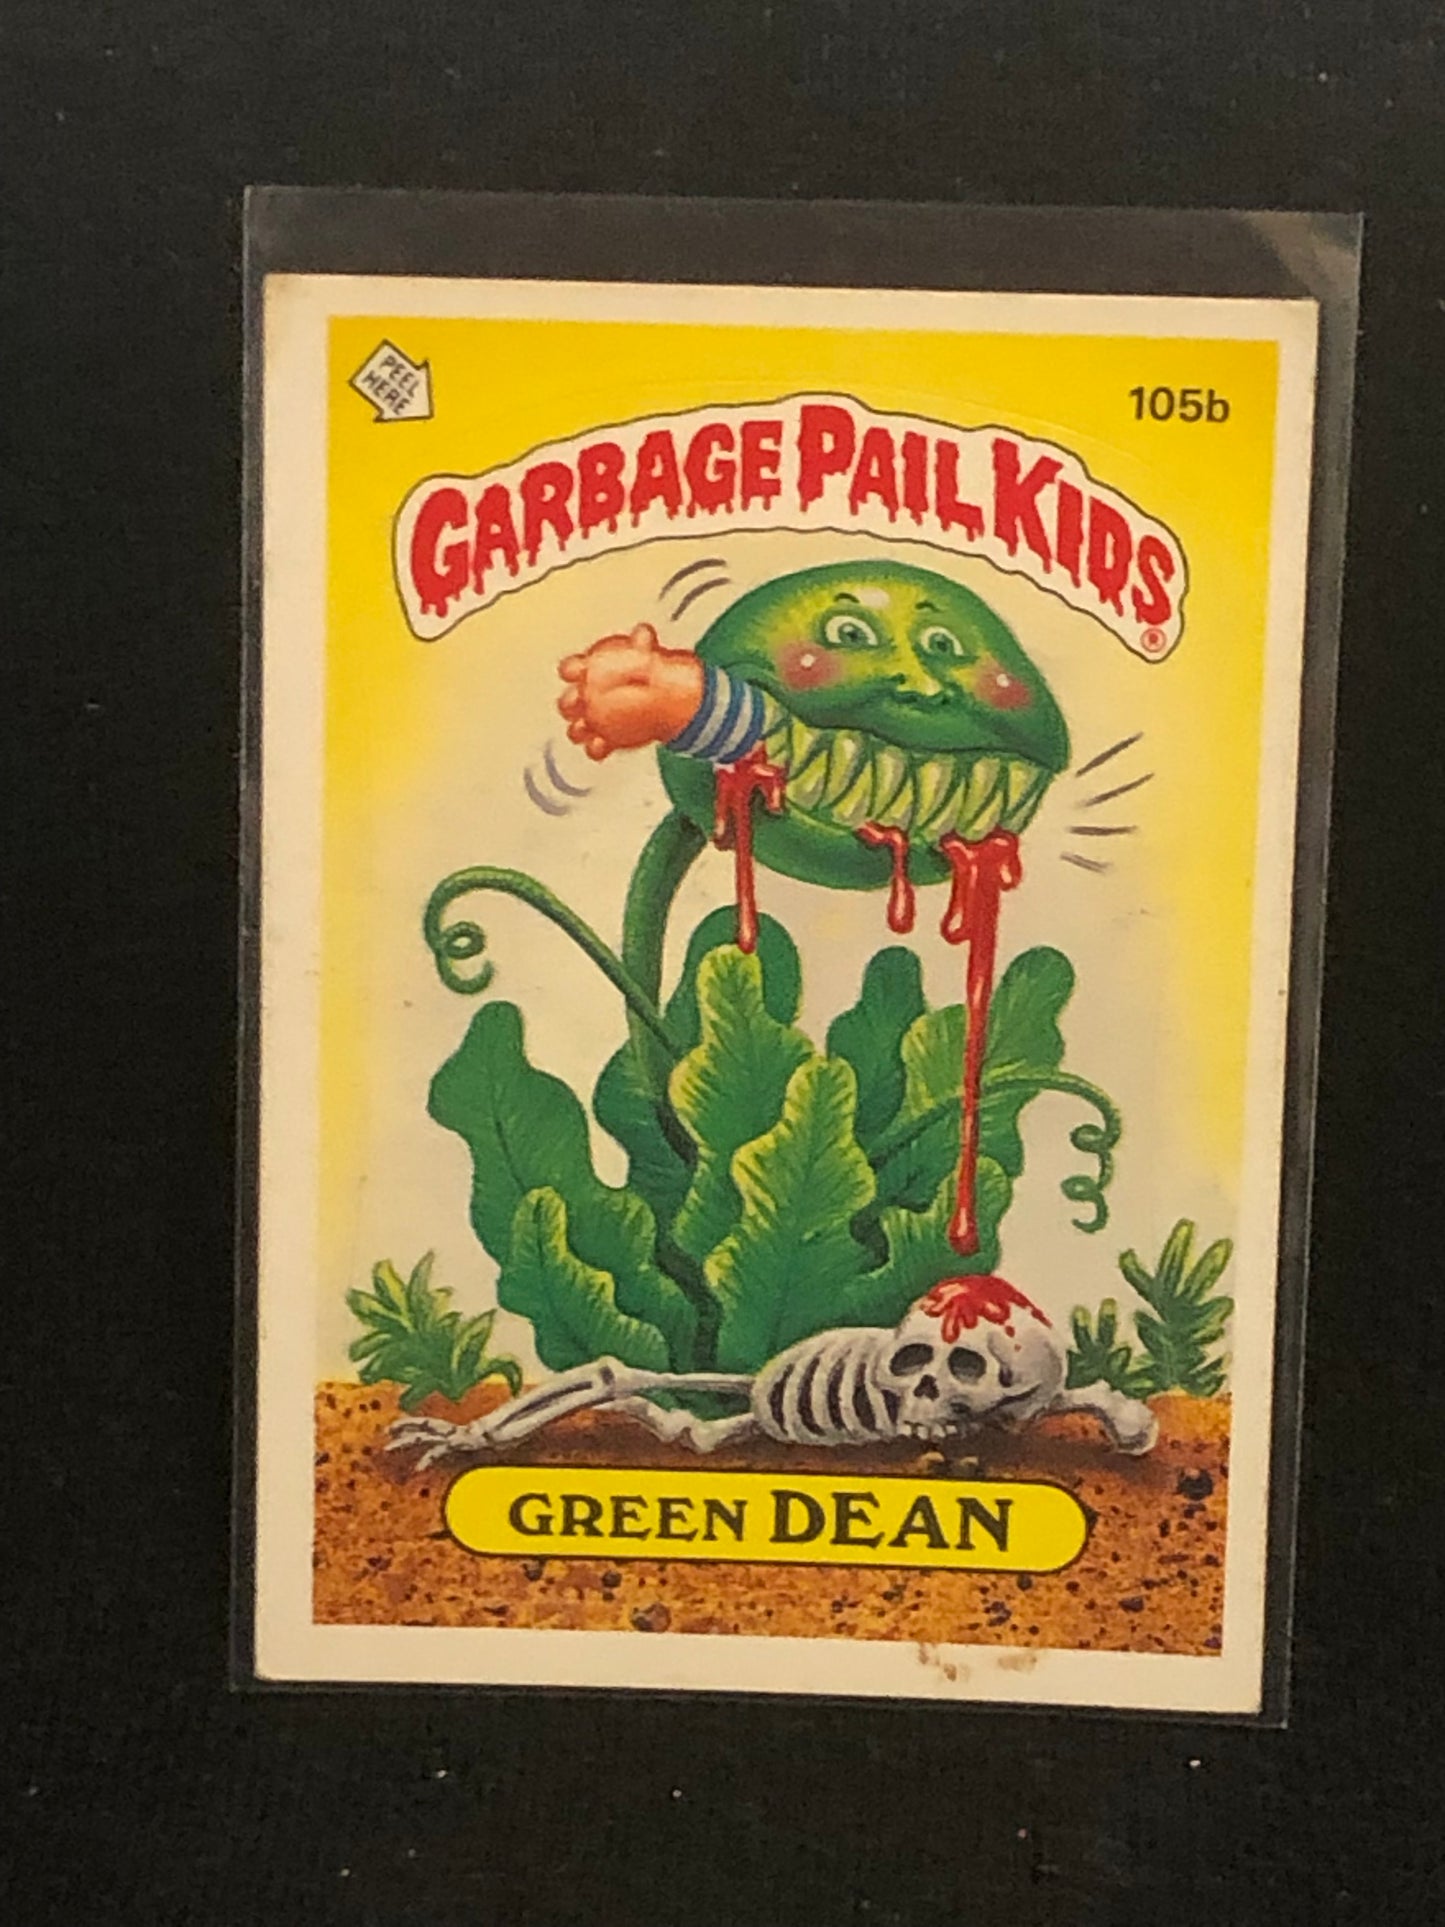 PEEL
HERE
105b
GARBAGE PAIL KIDS
®
GREEN DEAN